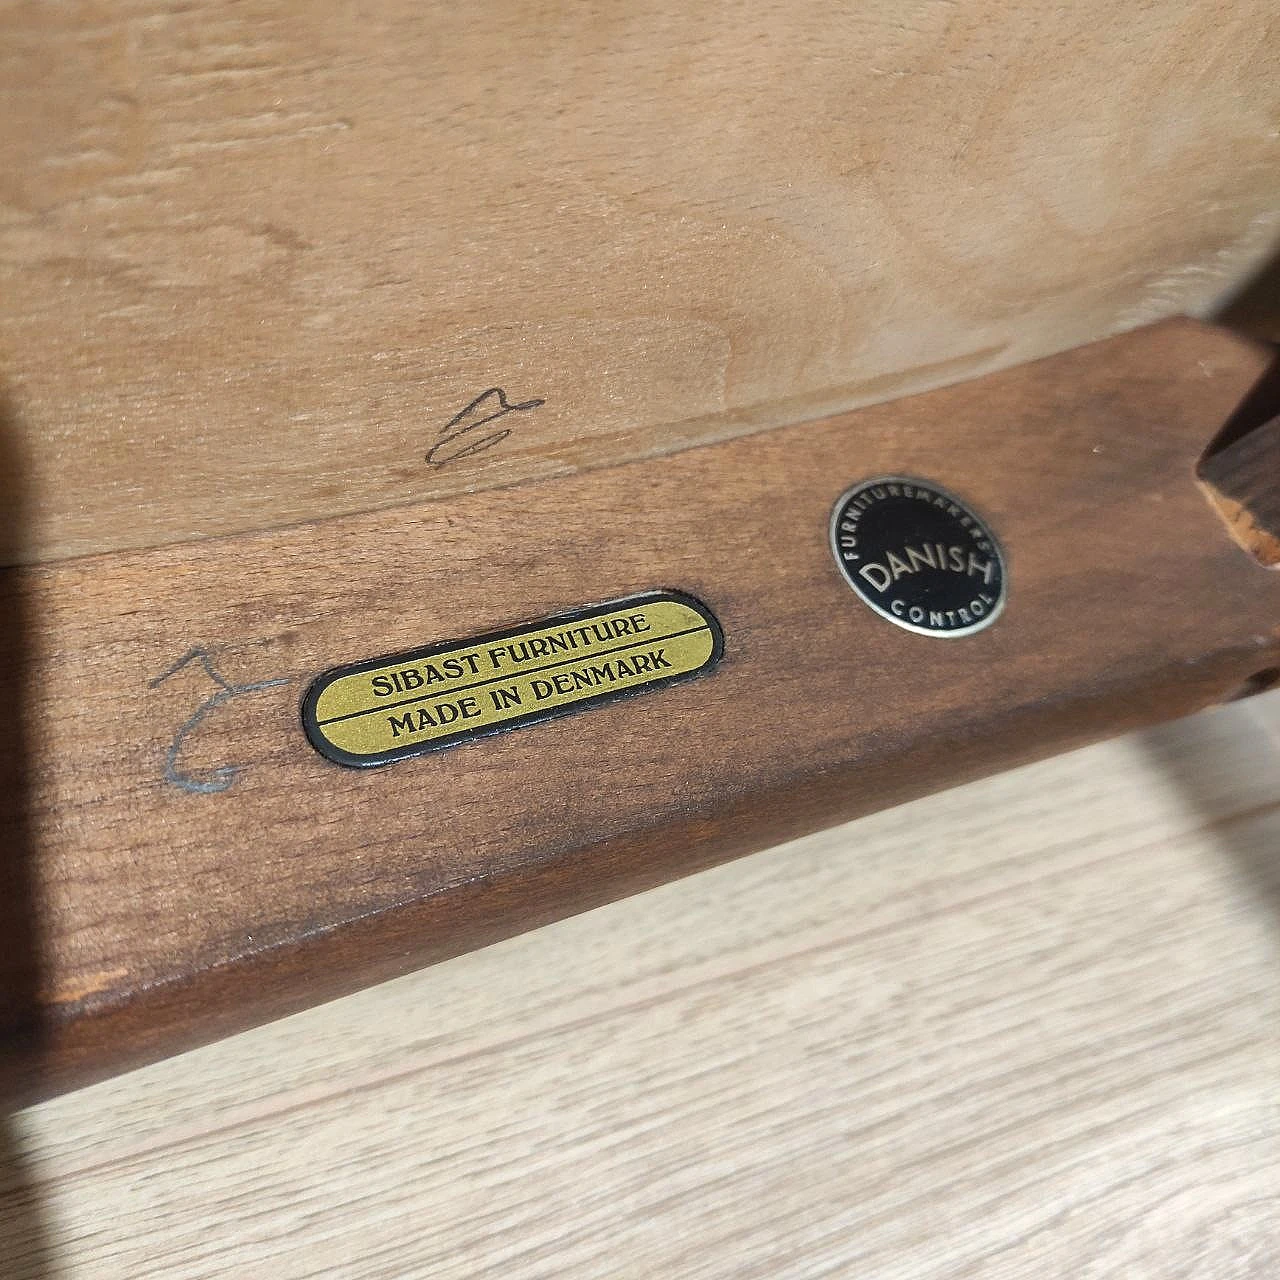 SIBAST FURNITURE
MADE IN DENMARK
FURNITUREMAKERS'
DANISH
CONTROL